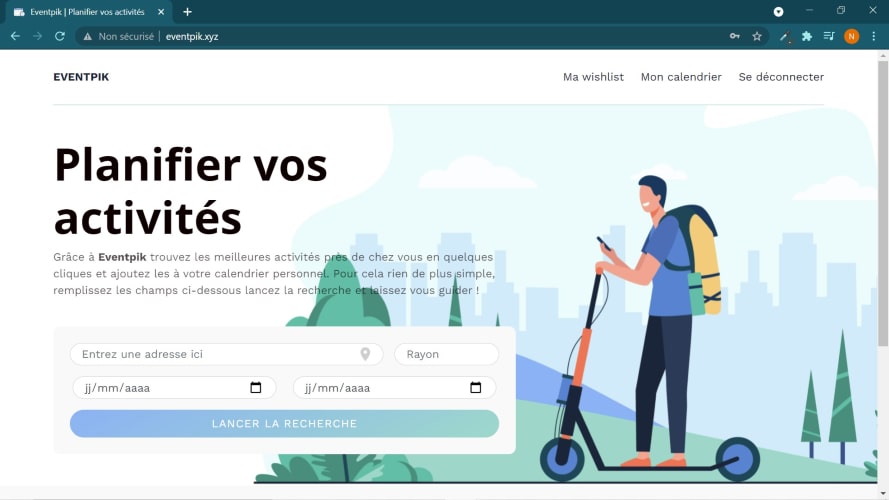 Eventpik | Planifier vos activités
Non sécurisé
eventpik.xyz
N
EVENTPIK
Ma wishlist
Mon calendrier
Se déconnecter
Planifier vos
activités
Grâce à Eventpik trouvez les meilleures activités près de chez vous en quelques
cliques et ajoutez les à votre calendrier personnel. Pour cela rien de plus simple,
remplissez les champs ci-dessous lancez la recherche et laissez vous guider !
Entrez une adresse ici
Rayon
jj/mm/aaaa
jj/mm/aaaa
LANCER LA RECHERCHE